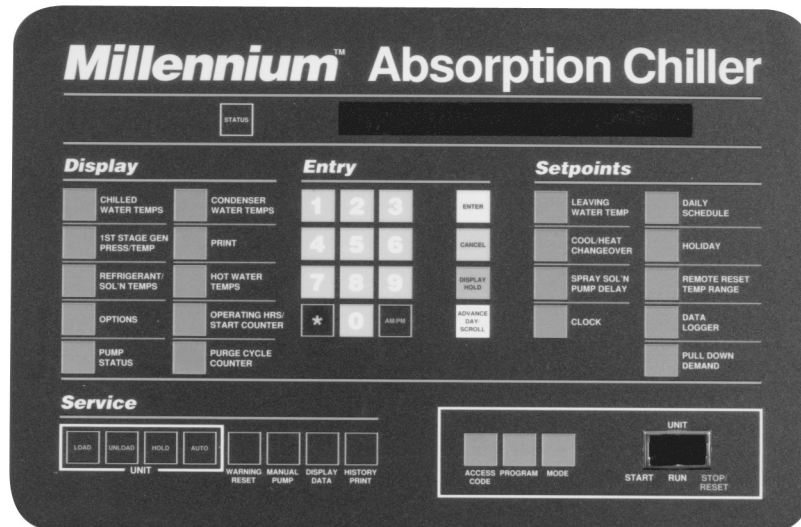 Millennium™ Absorption Chiller
STATUS
Display
CHILLED
WATER TEMPS
CONDENSER
WATER TEMPS
1ST STAGE GEN
PRESS/TEMP
PRINT
REFRIGERANT/
SOL'N TEMPS
HOT WATER
TEMPS
OPTIONS
OPERATING HRS/
START COUNTER
PUMP
STATUS
PURGE CYCLE
COUNTER
Entry
1 2 3
4 5 6
7 8 9
* 0 AM/PM
ENTER
CANCEL
DISPLAY
HOLD
ADVANCE
DAY/
SCROLL
Setpoints
LEAVING
WATER TEMP
DAILY
SCHEDULE
COOL/HEAT
CHANGEOVER
HOLIDAY
SPRAY SOL'N
PUMP DELAY
REMOTE RESET
TEMP RANGE
CLOCK
DATA
LOGGER
PULL DOWN
DEMAND
Service
LOAD UNLOAD HOLD AUTO
UNIT
WARNING
RESET
MANUAL
PUMP
DISPLAY
DATA
HISTORY
PRINT
ACCESS
CODE
PROGRAM
MODE
UNIT
START RUN STOP/
RESET